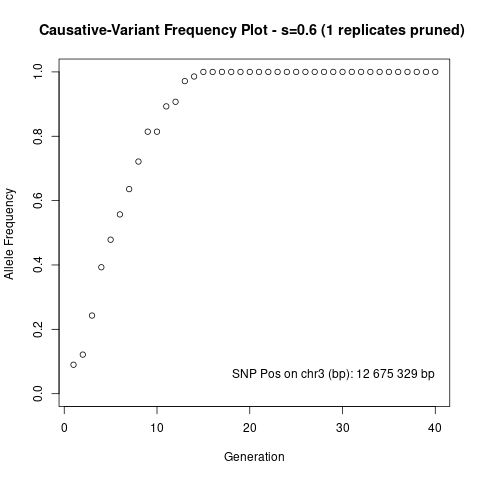 Causative-Variant Frequency Plot - s=0.6 (1 replicates pruned)
1.0
0.8
0.6
0.4
0.2
0.0
Allele Frequency
SNP Pos on chr3 (bp): 12 675 329 bp
0 10 20 30 40
Generation